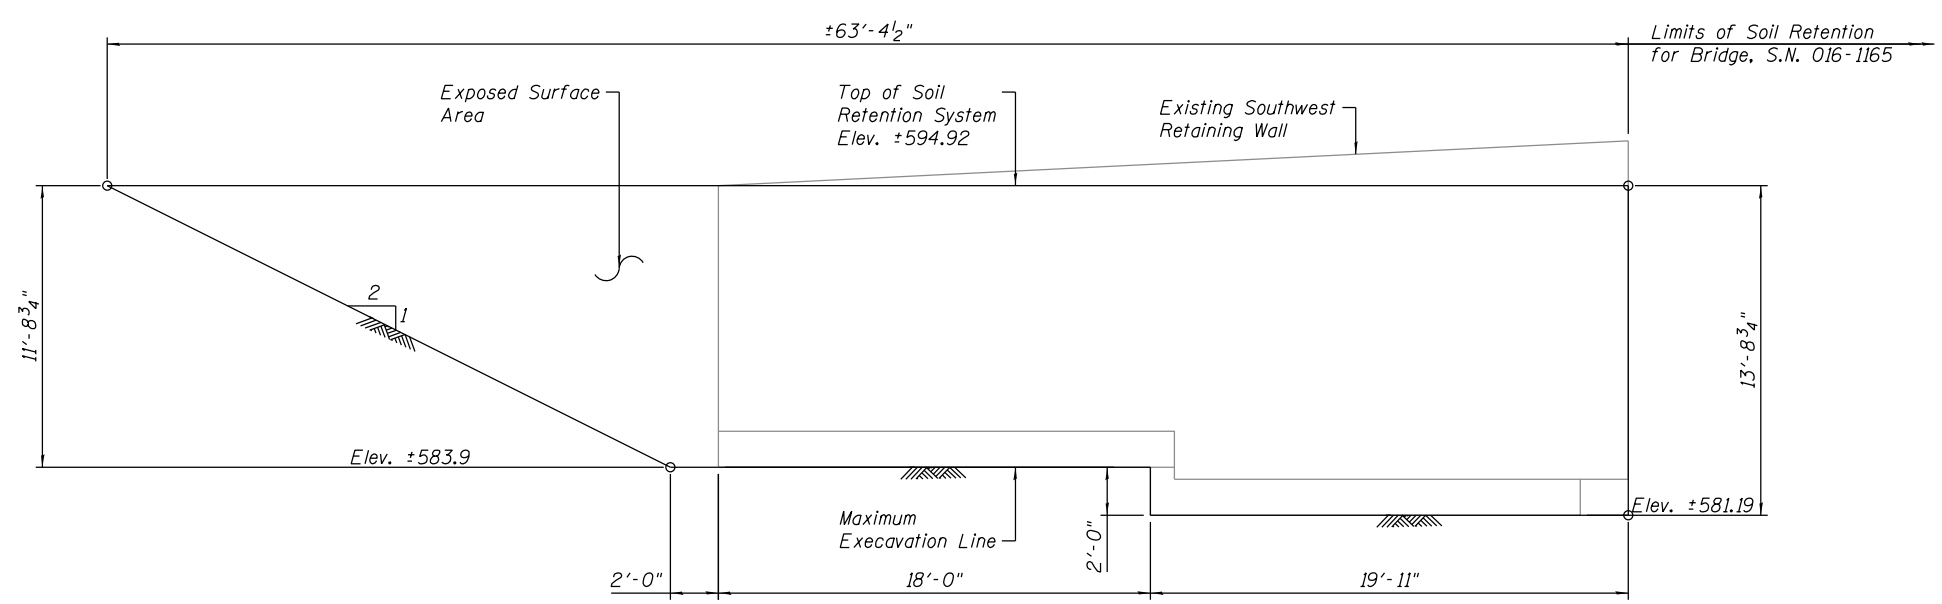 ±63'-4½"
Limits of Soil Retention
for Bridge, S.N. 016-1165
Exposed Surface
Area
Top of Soil
Retention System
Elev. ±594.92
Existing Southwest
Retaining Wall
2
1
11'-8¾"
13'-8¾"
Elev. ±583.9
Elev. ±581.19
Maximum
Execavation Line
2'-0"
2'-0"
18'-0"
19'-11"